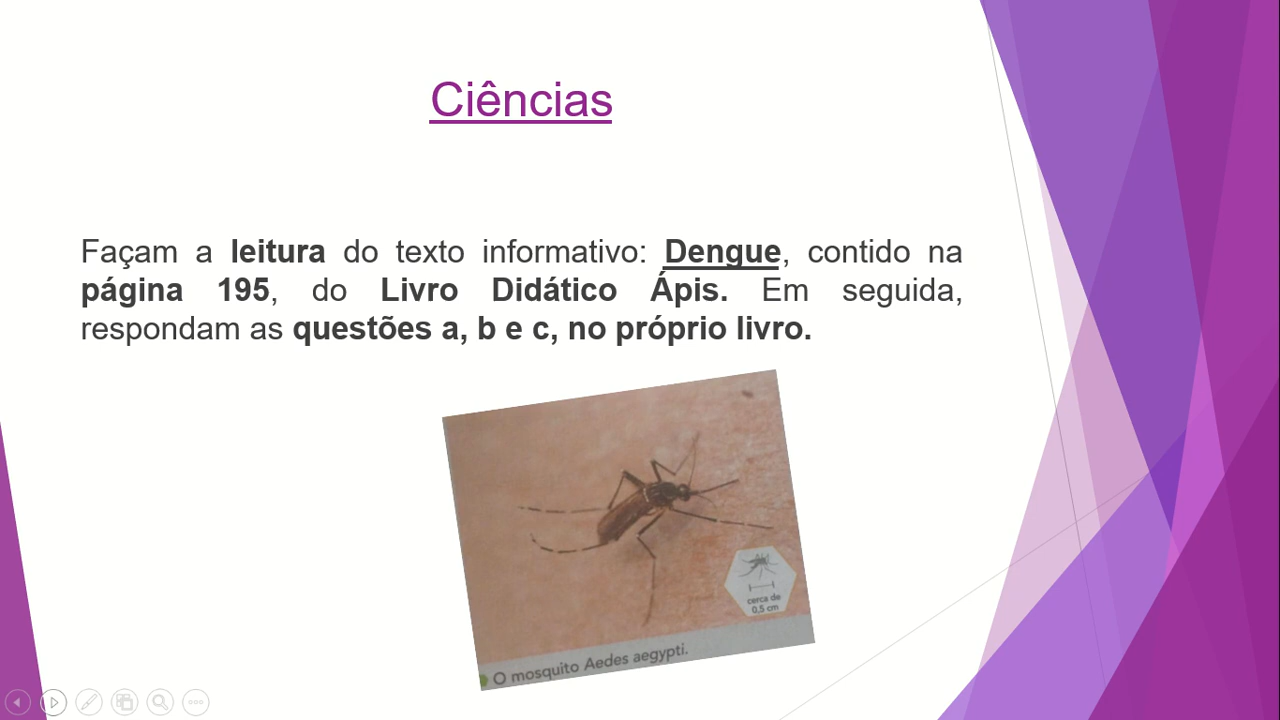 Ciências
Façam a leitura do texto informativo: Dengue, contido na
página 195, do Livro Didático Ápis. Em seguida,
respondam as questões a, b e c, no próprio livro.
cerca de
0,5 cm
O mosquito Aedes aegypti.